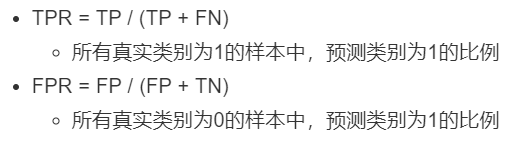 TPR = TP / (TP + FN)
所有真实类别为1的样本中，预测类别为1的比例
FPR = FP / (FP + TN)
所有真实类别为0的样本中，预测类别为1的比例